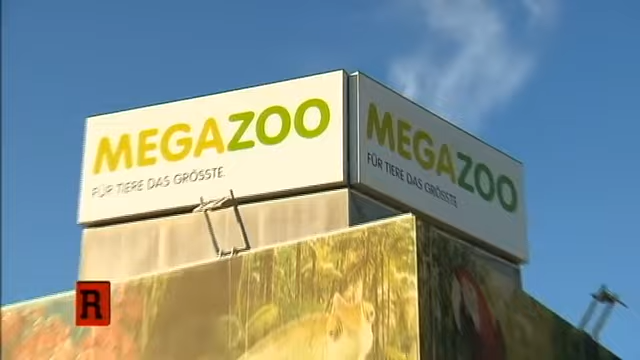 MEGAZOO
FÜR TIERE DAS GRÖSSTE.
MEGAZOO
FÜR TIERE DAS GRÖSSTE.
R